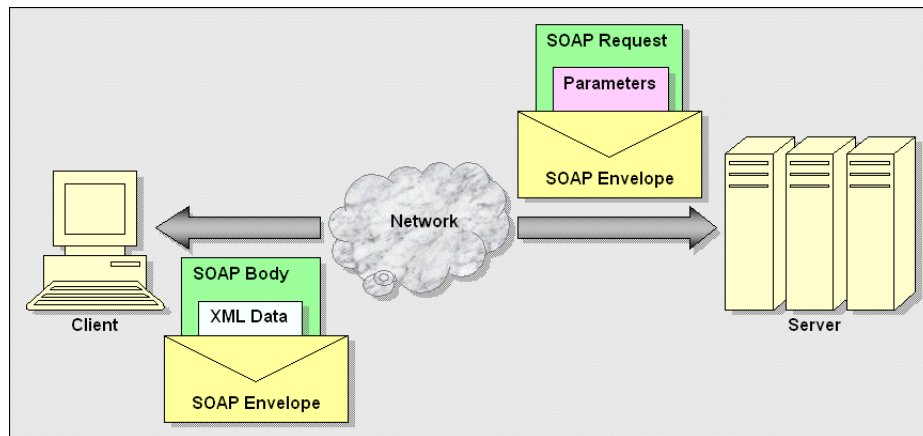 SOAP Request
Parameters
SOAP Envelope
Network
SOAP Body
XML Data
Client
Server
SOAP Envelope